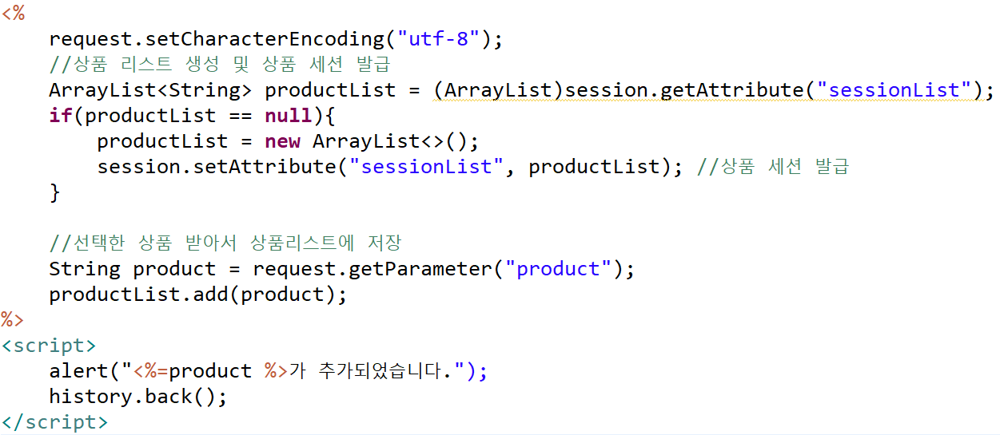 <%
    request.setCharacterEncoding("utf-8");
    //상품 리스트 생성 및 상품 세션 발급
    ArrayList<String> productList = (ArrayList)session.getAttribute("sessionList");
    if(productList == null){
        productList = new ArrayList<>();
        session.setAttribute("sessionList", productList); //상품 세션 발급
    }

    //선택한 상품 받아서 상품리스트에 저장
    String product = request.getParameter("product");
    productList.add(product);
%>
<script>
    alert("<%=product %>가 추가되었습니다.");
    history.back();
</script>